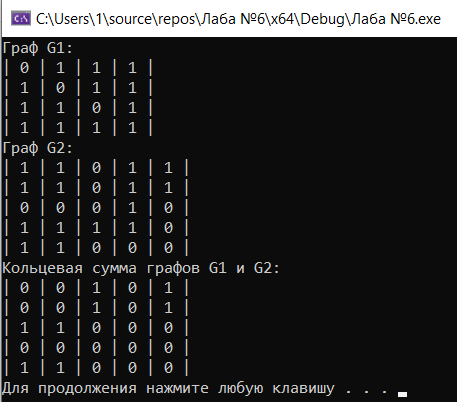 C:\Users\1\source\repos\Лаба №6\x64\Debug\Лаба №6.exe
Граф G1:
| 0 | 1 | 1 | 1 |
| 1 | 0 | 1 | 1 |
| 1 | 1 | 0 | 1 |
| 1 | 1 | 1 | 1 |
Граф G2:
| 1 | 1 | 0 | 1 | 1 |
| 1 | 1 | 0 | 1 | 1 |
| 0 | 0 | 0 | 1 | 0 |
| 1 | 1 | 1 | 1 | 0 |
| 1 | 1 | 0 | 0 | 0 |
Кольцевая сумма графов G1 и G2:
| 0 | 0 | 1 | 0 | 1 |
| 0 | 0 | 1 | 0 | 1 |
| 1 | 1 | 0 | 0 | 0 |
| 0 | 0 | 0 | 0 | 0 |
| 1 | 1 | 0 | 0 | 0 |
Для продолжения нажмите любую клавишу . . .